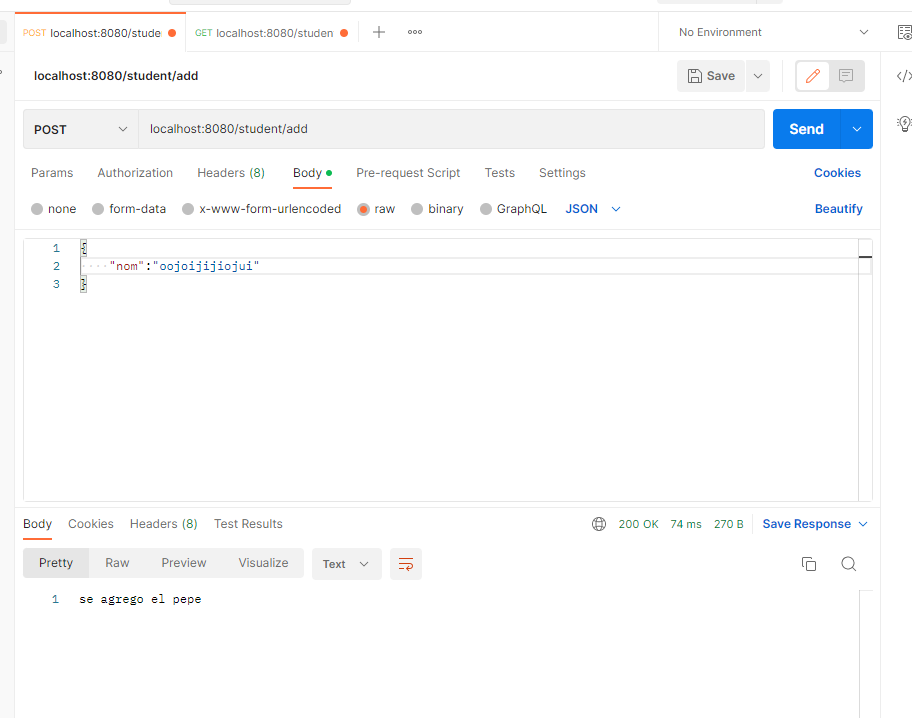 POST localhost:8080/stude GET localhost:8080/studen No Environment
localhost:8080/student/add Save
POST localhost:8080/student/add Send
Params Authorization Headers (8) Body Pre-request Script Tests Settings Cookies
none form-data x-www-form-urlencoded raw binary GraphQL JSON Beautify
1 {
2 "nom":"oojoijijiojui"
3 }
Body Cookies Headers (8) Test Results 200 OK 74 ms 270 B Save Response
Pretty Raw Preview Visualize Text
1 se agrego el pepe